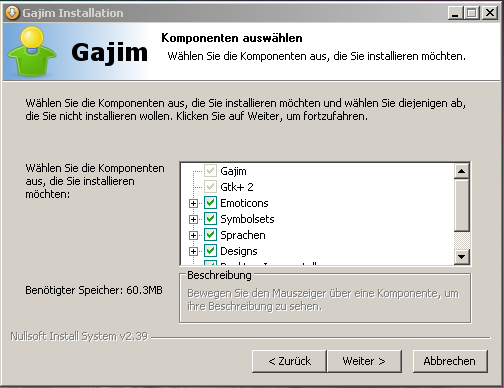 Gajim Installation
Gajim
Komponenten auswählen
Wählen Sie die Komponenten aus, die Sie installieren möchten.
Wählen Sie die Komponenten aus, die Sie installieren möchten und wählen Sie diejenigen ab,
die Sie nicht installieren wollen. Klicken Sie auf Weiter, um fortzufahren.
Wählen Sie die Komponenten
aus, die Sie installieren
möchten:
Gajim
Gtk+ 2
Emoticons
Symbolsets
Sprachen
Designs
Benötigter Speicher: 60.3MB
Beschreibung
Bewegen Sie den Mauszeiger über eine Komponente, um
ihre Beschreibung zu sehen.
Nullsoft Install System v2.39
< Zurück
Weiter >
Abbrechen